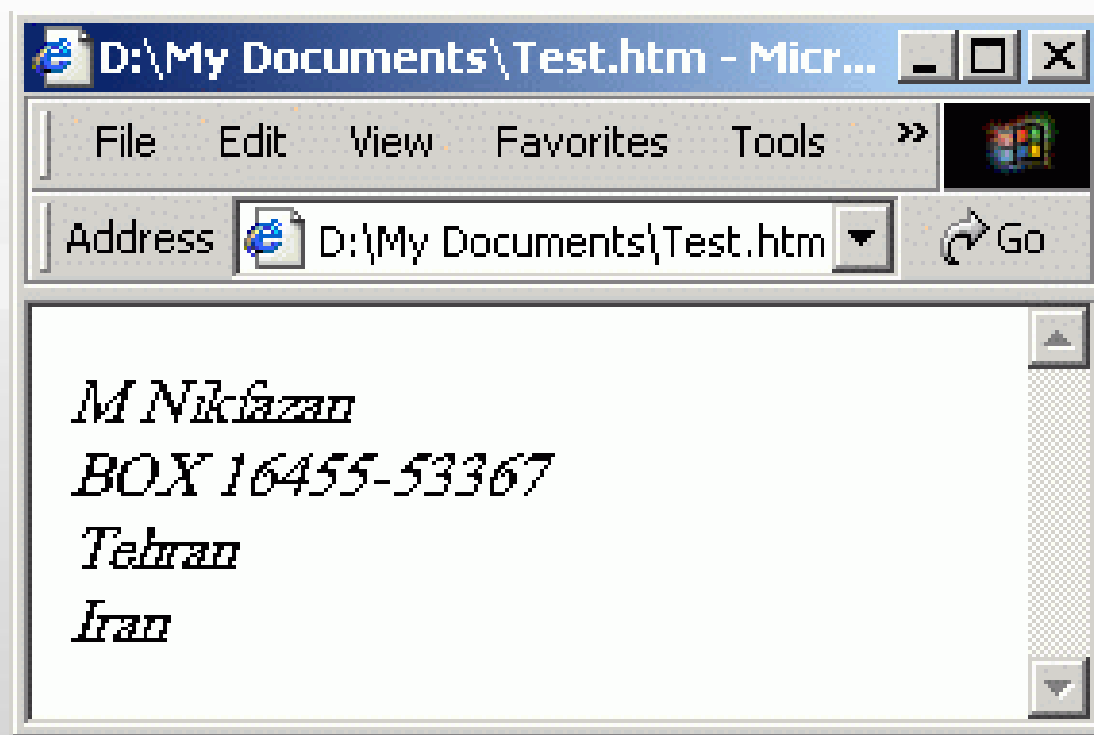 D:\My Documents\Test.htm - Micr...
File Edit View Favorites Tools »
Address D:\My Documents\Test.htm Go
M Nikfazan
BOX 16455-53367
Tehran
Iran